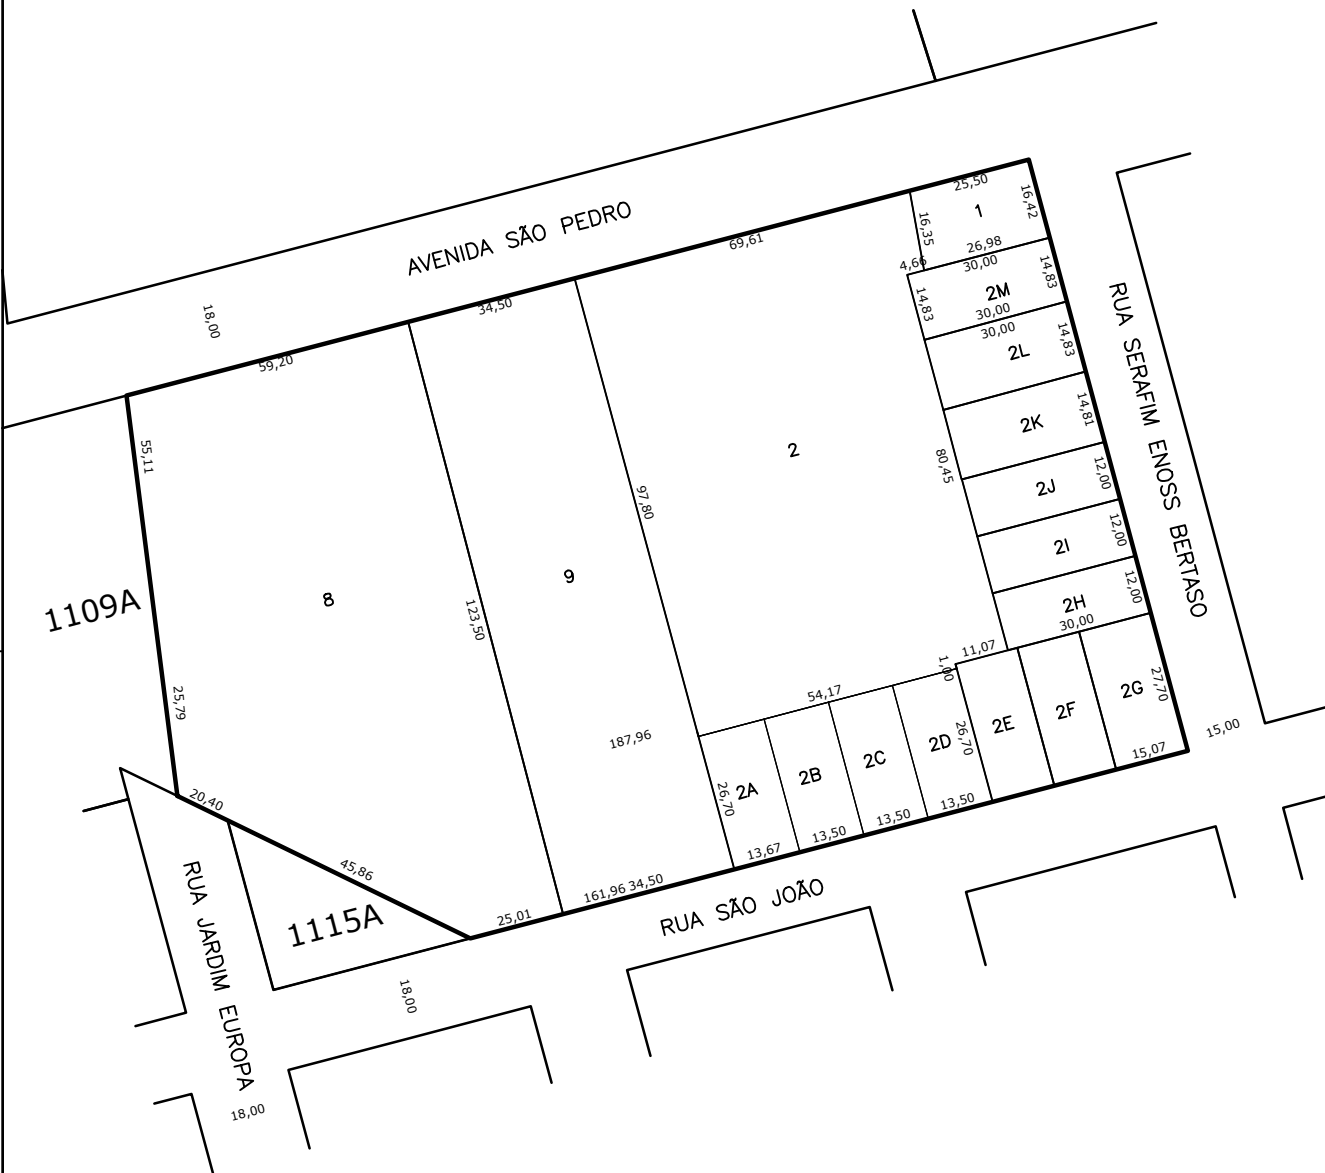 AVENIDA SÃO PEDRO
18,00
59,20
34,50
69,61
25,50
1
16,35
16,42
26,98
4,66
30,00
2M
14,83
14,83
30,00
30,00
2L
14,83
2K
14,81
2J
12,00
2I
12,00
2H
12,00
30,00
80,45
2
97,80
9
123,50
8
55,11
25,79
1109A
RUA SERAFIM ENOSS BERTASO
11,07
1,00
54,17
187,96
2A
2B
2C
2D
2E
2F
2G
26,70
26,70
27,70
13,67
13,50
13,50
13,50
15,07
15,00
20,40
45,86
1115A
25,01
161,96
34,50
RUA SÃO JOÃO
RUA JARDIM EUROPA
18,00
18,00